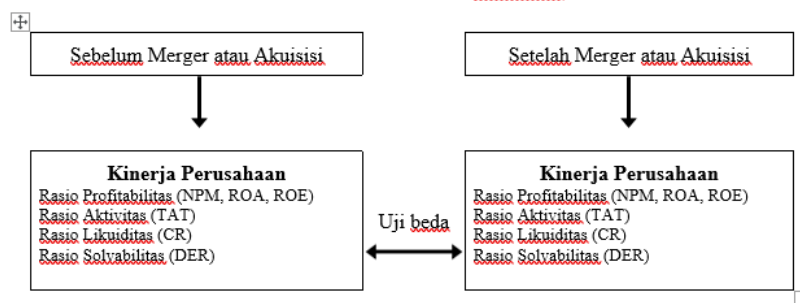 Sebelum Merger atau Akuisisi
Setelah Merger atau Akuisisi
Kinerja Perusahaan
Rasio Profitabilitas (NPM, ROA, ROE)
Rasio Aktivitas (TAT)
Rasio Likuiditas (CR)
Rasio Solvabilitas (DER)
Uji beda
Kinerja Perusahaan
Rasio Profitabilitas (NPM, ROA, ROE)
Rasio Aktivitas (TAT)
Rasio Likuiditas (CR)
Rasio Solvabilitas (DER)